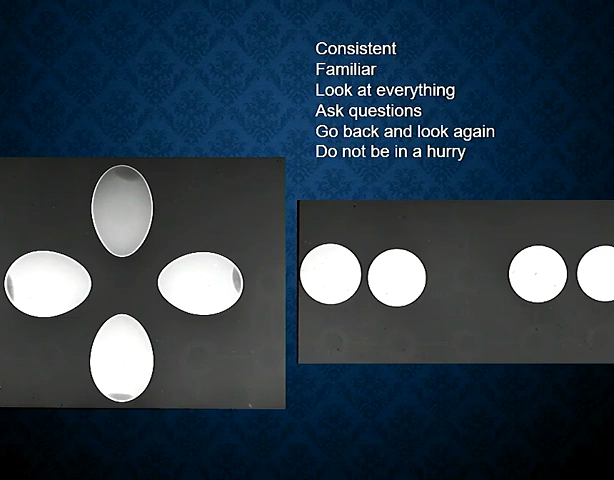 Consistent
Familiar
Look at everything
Ask questions
Go back and look again
Do not be in a hurry